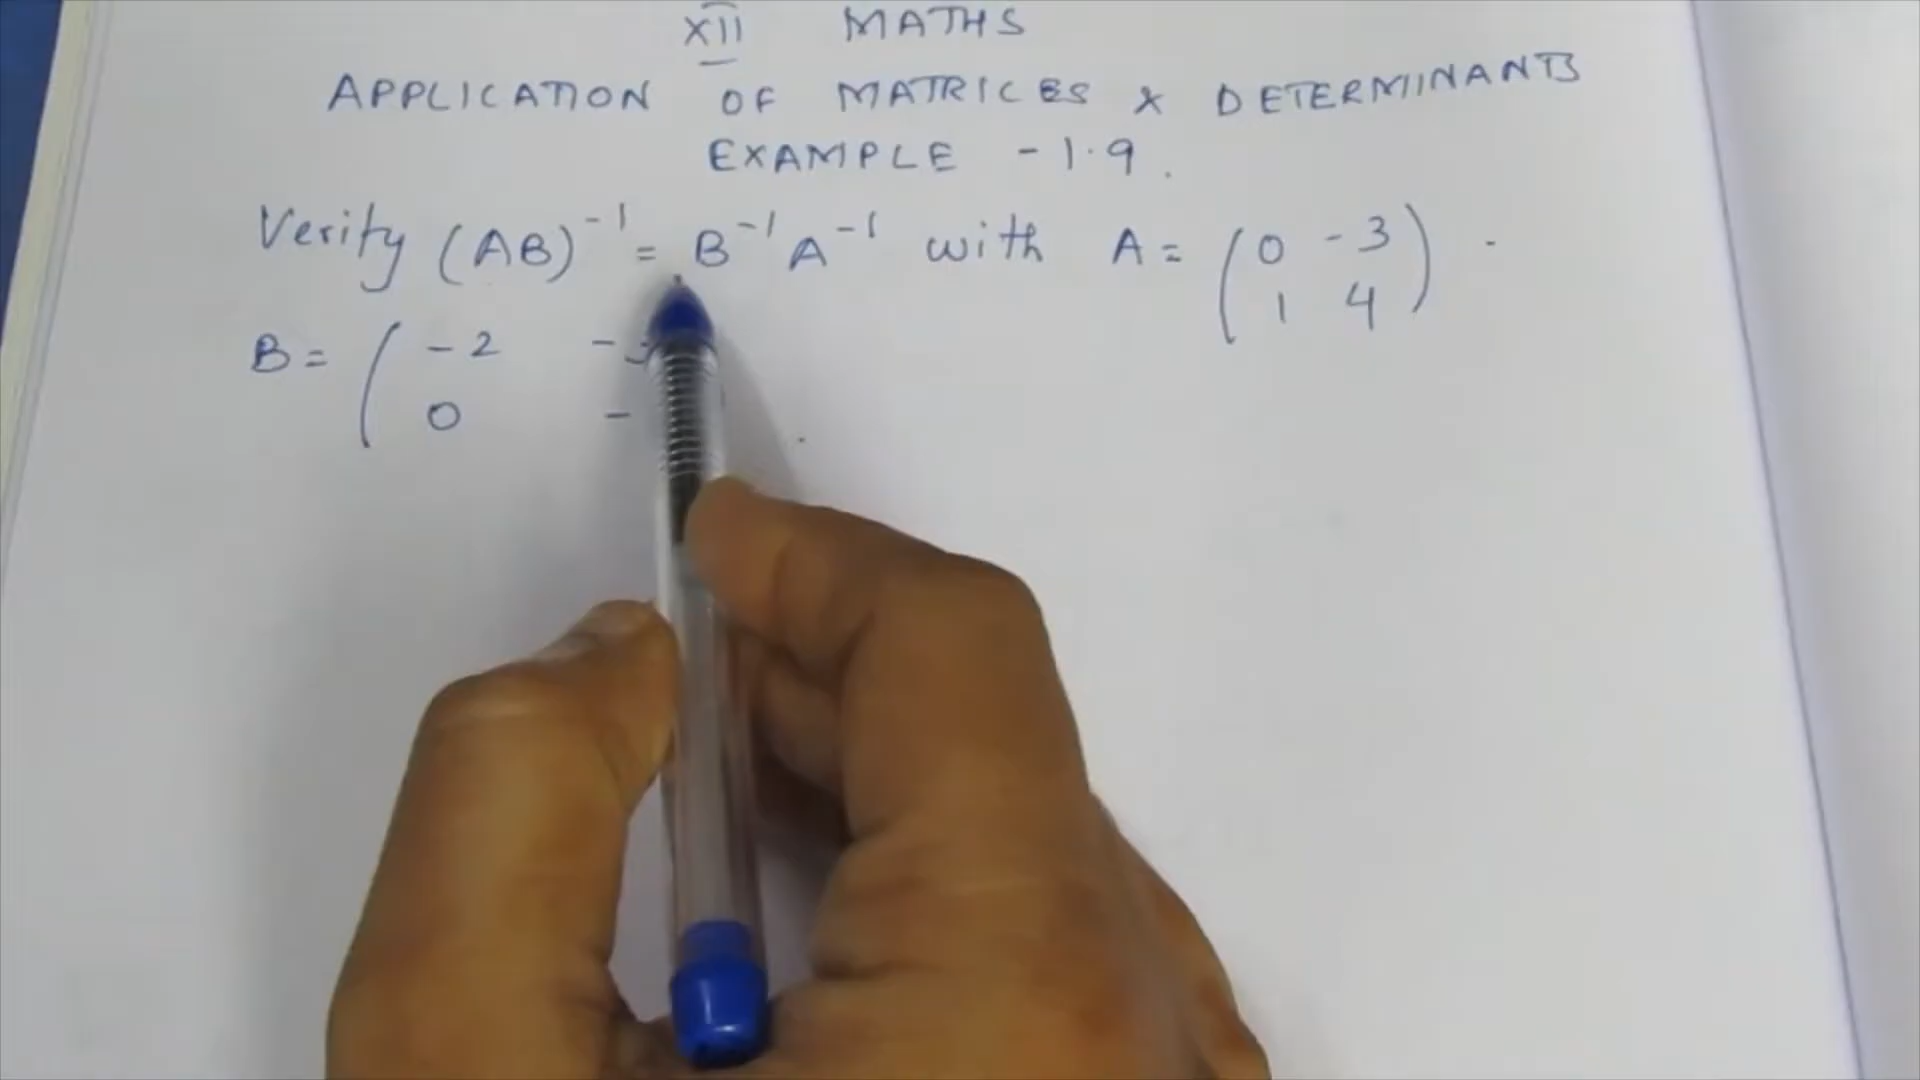 XII MATHS
APPLICATION OF MATRICES & DETERMINANTS
EXAMPLE - 1.9.
Verify (AB)⁻¹ = B⁻¹A⁻¹ with A = (0 -3
1 4).
B = ( -2 -
0 -